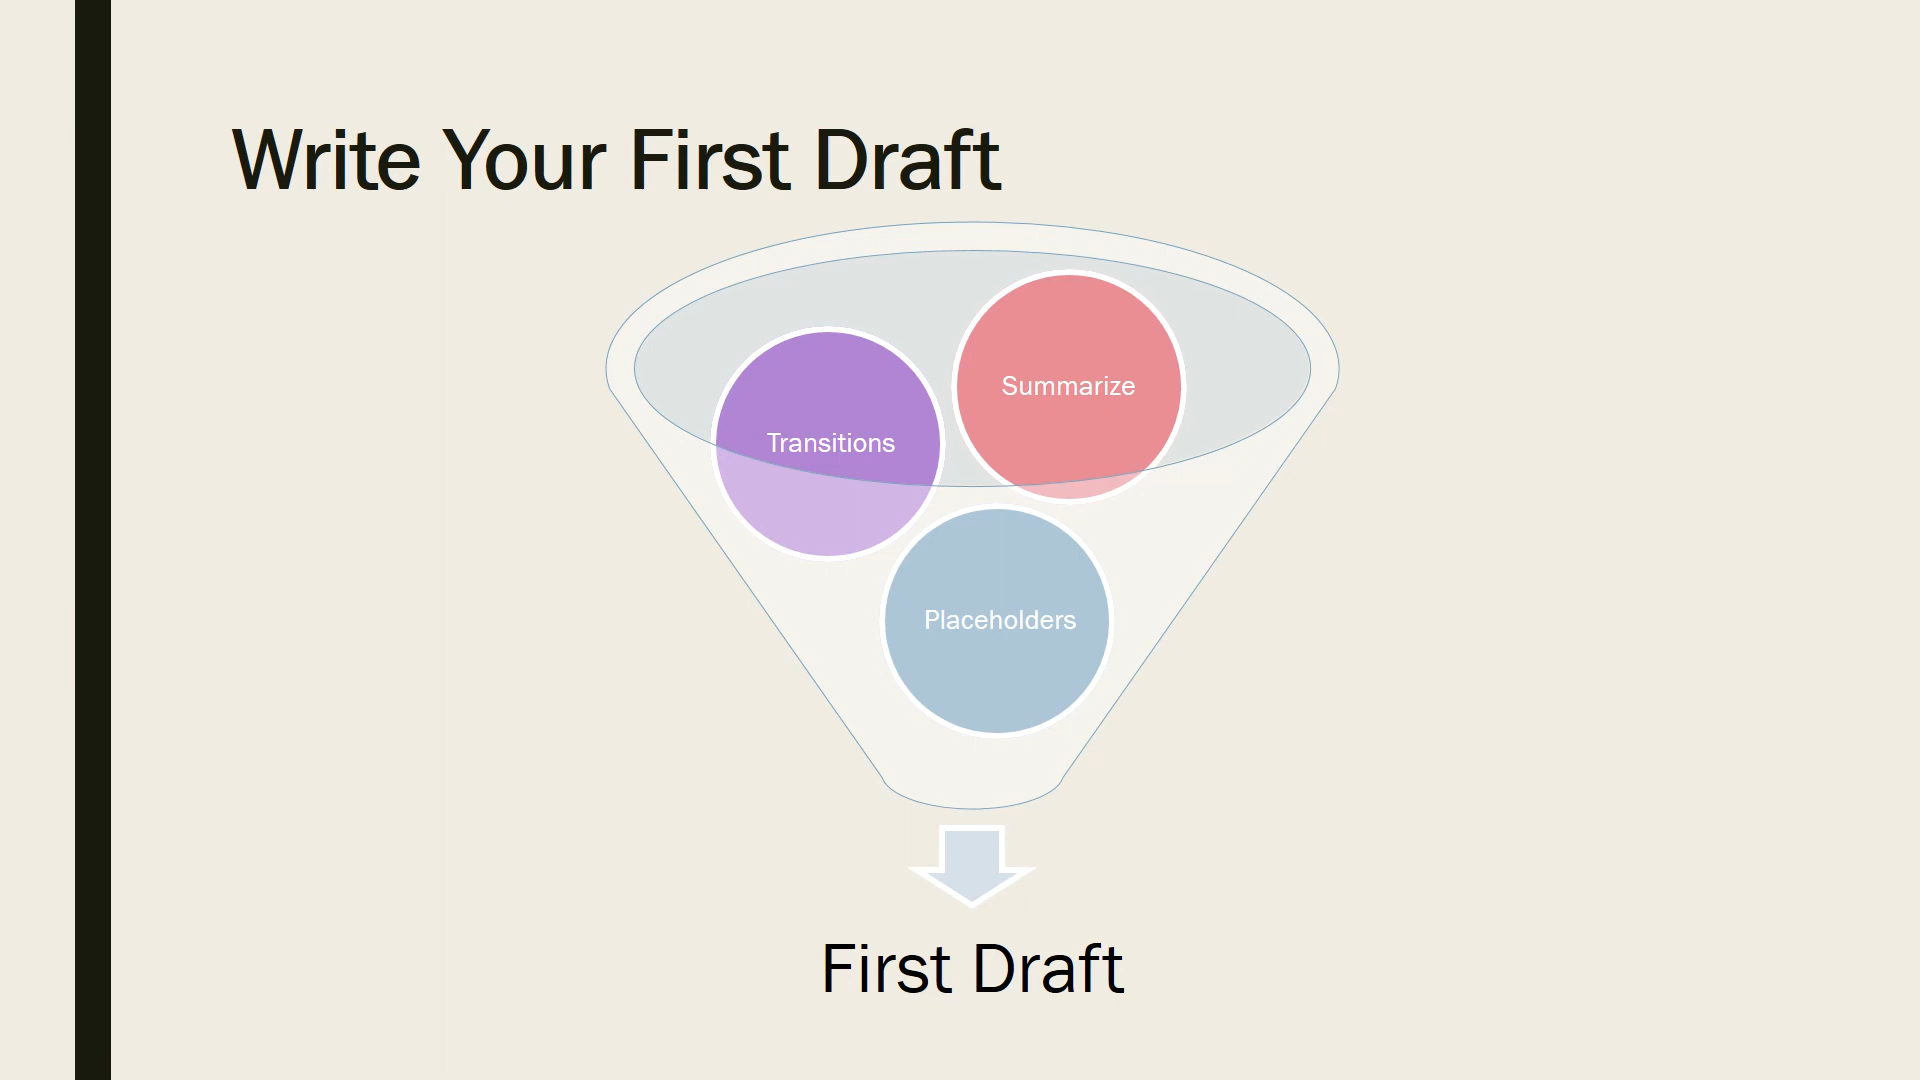 Write Your First Draft
Summarize
Transitions
Placeholders
First Draft